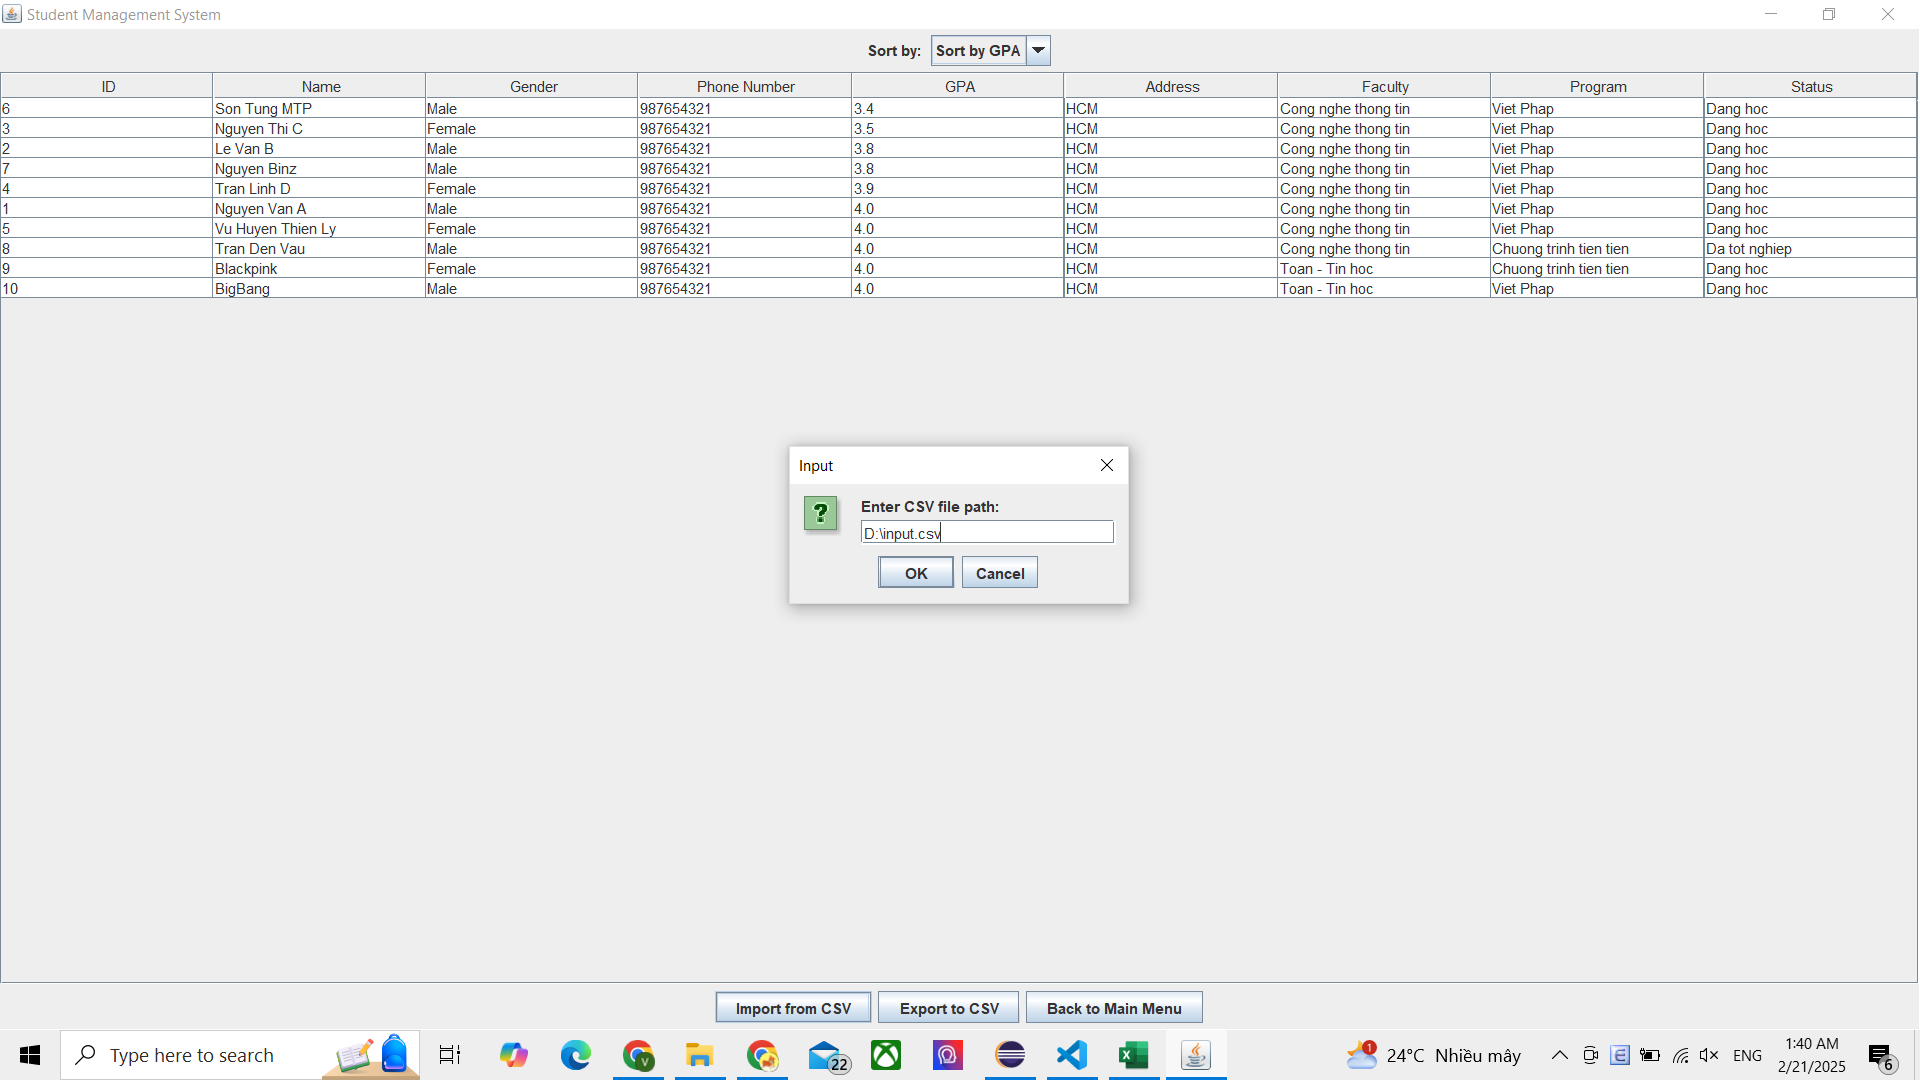 Student Management System
Sort by: Sort by GPA
ID Name Gender Phone Number GPA Address Faculty Program Status
6 Son Tung MTP Male 987654321 3.4 HCM Cong nghe thong tin Viet Phap Dang hoc
3 Nguyen Thi C Female 987654321 3.5 HCM Cong nghe thong tin Viet Phap Dang hoc
2 Le Van B Male 987654321 3.8 HCM Cong nghe thong tin Viet Phap Dang hoc
7 Nguyen Binz Male 987654321 3.8 HCM Cong nghe thong tin Viet Phap Dang hoc
4 Tran Linh D Female 987654321 3.9 HCM Cong nghe thong tin Viet Phap Dang hoc
1 Nguyen Van A Male 987654321 4.0 HCM Cong nghe thong tin Viet Phap Dang hoc
5 Vu Huyen Thien Ly Female 987654321 4.0 HCM Cong nghe thong tin Viet Phap Dang hoc
8 Tran Den Vau Male 987654321 4.0 HCM Cong nghe thong tin Chuong trinh tien tien Da tot nghiep
9 Blackpink Female 987654321 4.0 HCM Toan - Tin hoc Chuong trinh tien tien Dang hoc
10 BigBang Male 987654321 4.0 HCM Toan - Tin hoc Viet Phap Dang hoc
Input
?
Enter CSV file path:
D:\input.csv
OK Cancel
Import from CSV Export to CSV Back to Main Menu
Type here to search
V
22
1
24°C Nhiều mây
E
ENG
1:40 AM
2/21/2025
6